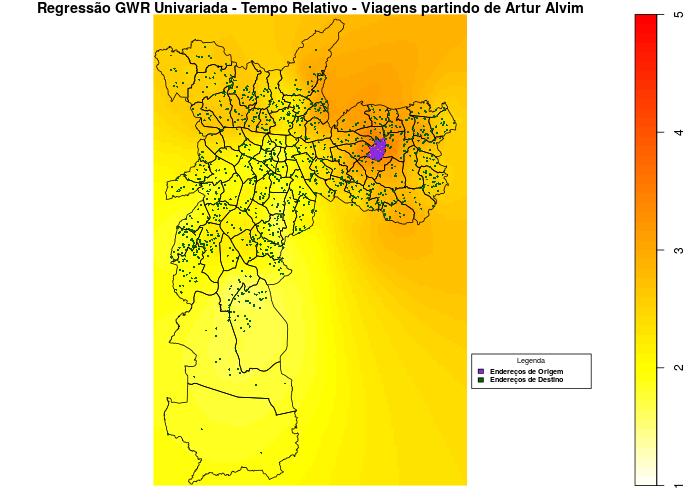 Regressão GWR Univariada - Tempo Relativo - Viagens partindo de Artur Alvim
5
4
3
2
1
Legenda
Endereços de Origem
Endereços de Destino